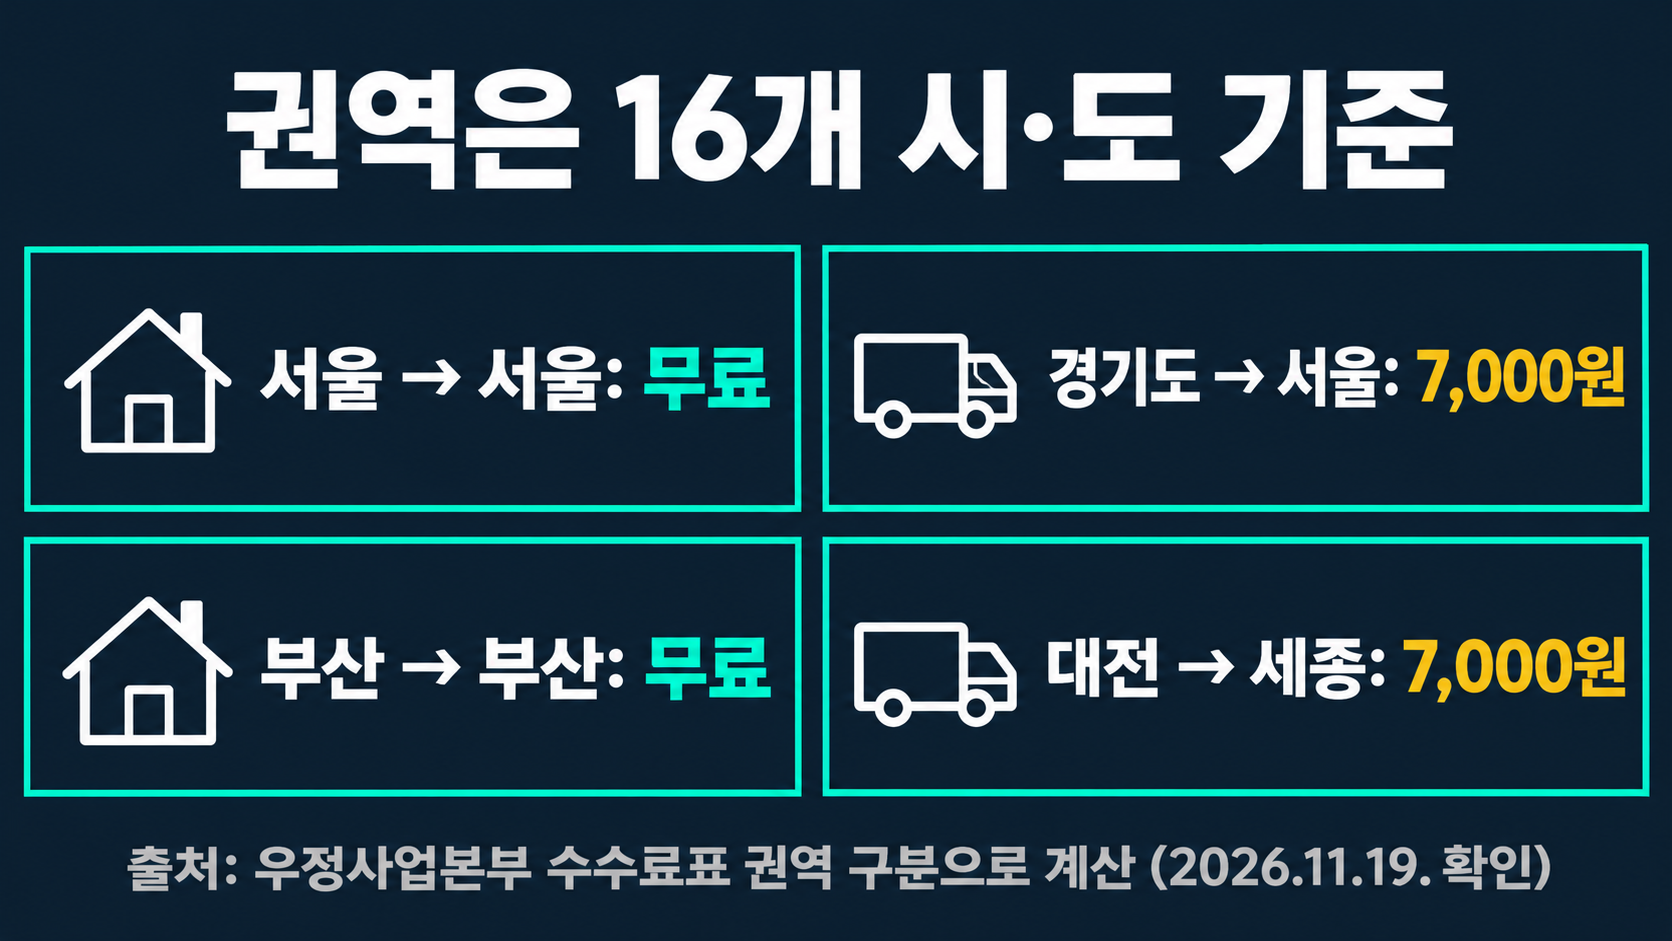 권역은 16개 시·도 기준
서울 → 서울: 무료
경기도 → 서울: 7,000원
부산 → 부산: 무료
대전 → 세종: 7,000원
출처: 우정사업본부 수수료표 권역 구분으로 계산 (2026.11.19. 확인)